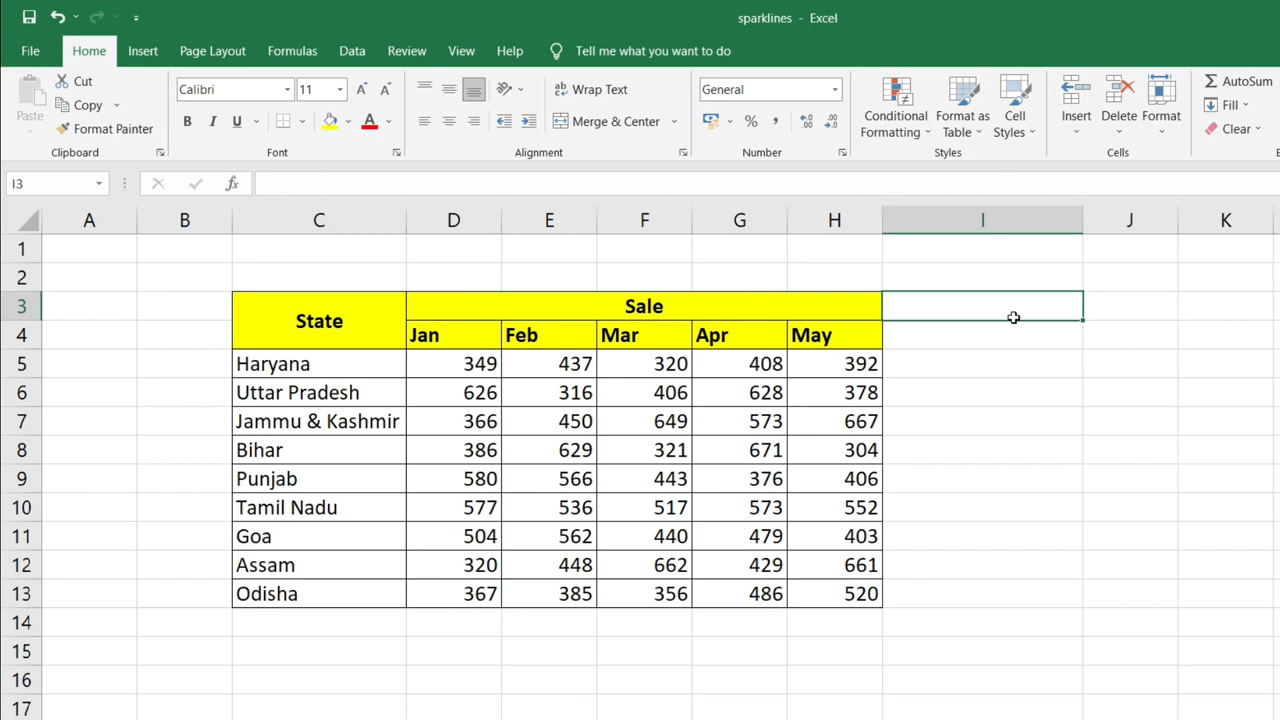 sparklines - Excel
File Home Insert Page Layout Formulas Data Review View Help Tell me what you want to do
Paste
Cut
Copy
Format Painter
Clipboard
Calibri 11 A A
B I U A
Font
ab Wrap Text
Merge & Center
Alignment
General
% , .0 .00
Number
Conditional Formatting
Format as Table
Cell Styles
Styles
Insert Delete Format
Cells
AutoSum
Fill
Clear
I3 fx
A B C D E F G H I J K
1
2
3 State Sale
4 Jan Feb Mar Apr May
5 Haryana 349 437 320 408 392
6 Uttar Pradesh 626 316 406 628 378
7 Jammu & Kashmir 366 450 649 573 667
8 Bihar 386 629 321 671 304
9 Punjab 580 566 443 376 406
10 Tamil Nadu 577 536 517 573 552
11 Goa 504 562 440 479 403
12 Assam 320 448 662 429 661
13 Odisha 367 385 356 486 520
14
15
16
17